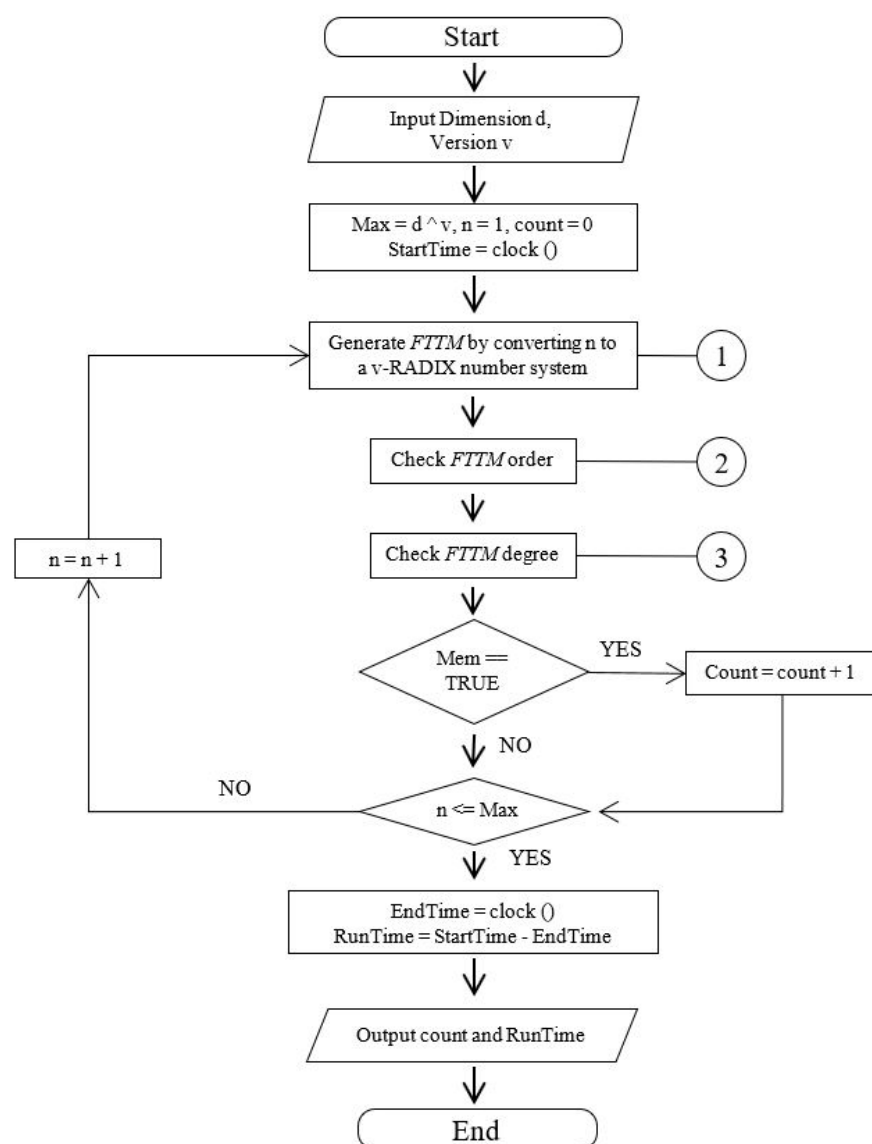 Start
Input Dimension d,
Version v
Max = d ^ v, n = 1, count = 0
StartTime = clock ()
Generate FTTM by converting n to
a v-RADIX number system
1
Check FTTM order
2
n = n + 1
Check FTTM degree
3
Mem ==
TRUE
YES
Count = count + 1
NO
NO
n <= Max
YES
EndTime = clock ()
RunTime = StartTime - EndTime
Output count and RunTime
End